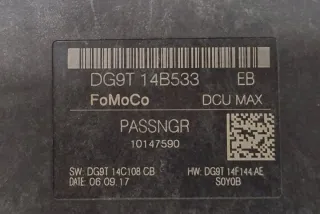 DG9T 14B533 EB
FoMoCo DCU MAX
PASSNGR
10147590
SW: DG9T 14C108 CB HW: DG9T 14F144 AE
DATE: 06.09.17 S0Y0B